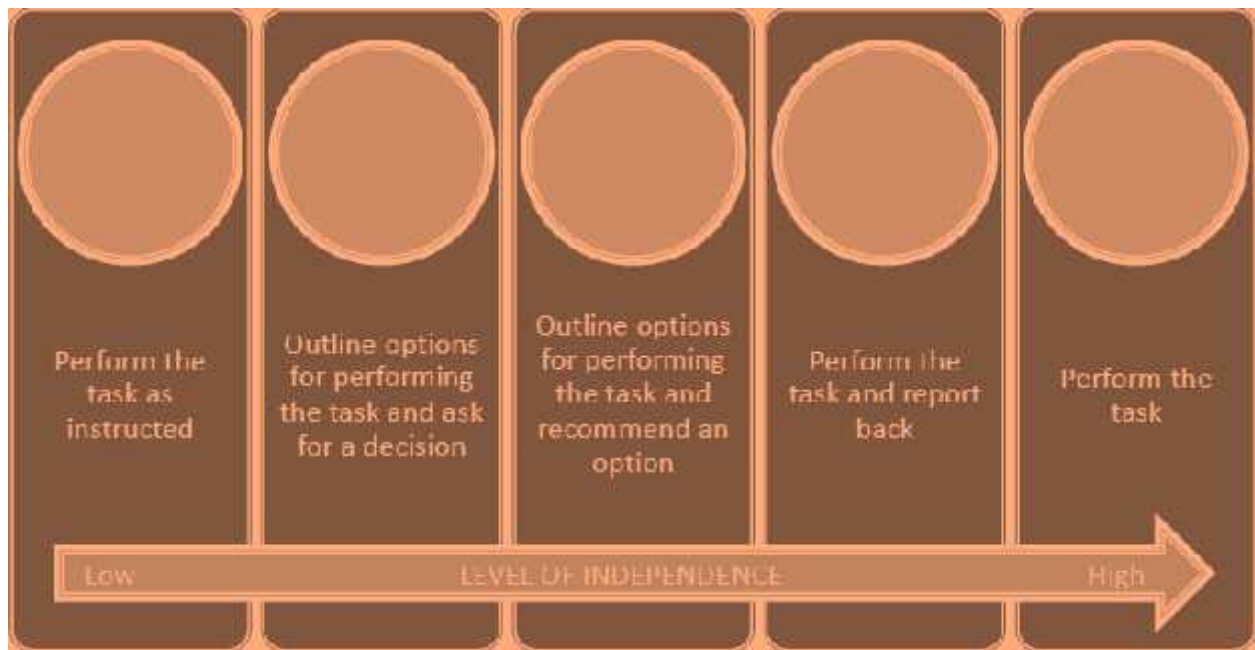 Perform the
task as
instructed
Outline options
for performing
the task and ask
for a decision
Outline options
for performing
the task and
recommend an
option
Perform the
task and report
back
Perform the
task
Low
LEVEL OF INDEPENDENCE
High